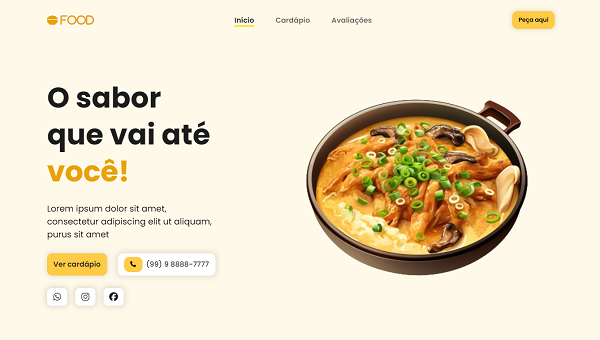 FOOD
Início
Cardápio
Avaliações
Peça aqui
O sabor
que vai até
você!
Lorem ipsum dolor sit amet,
consectetur adipiscing elit ut aliquam,
purus sit amet
Ver cardápio
(99) 9 8888-7777